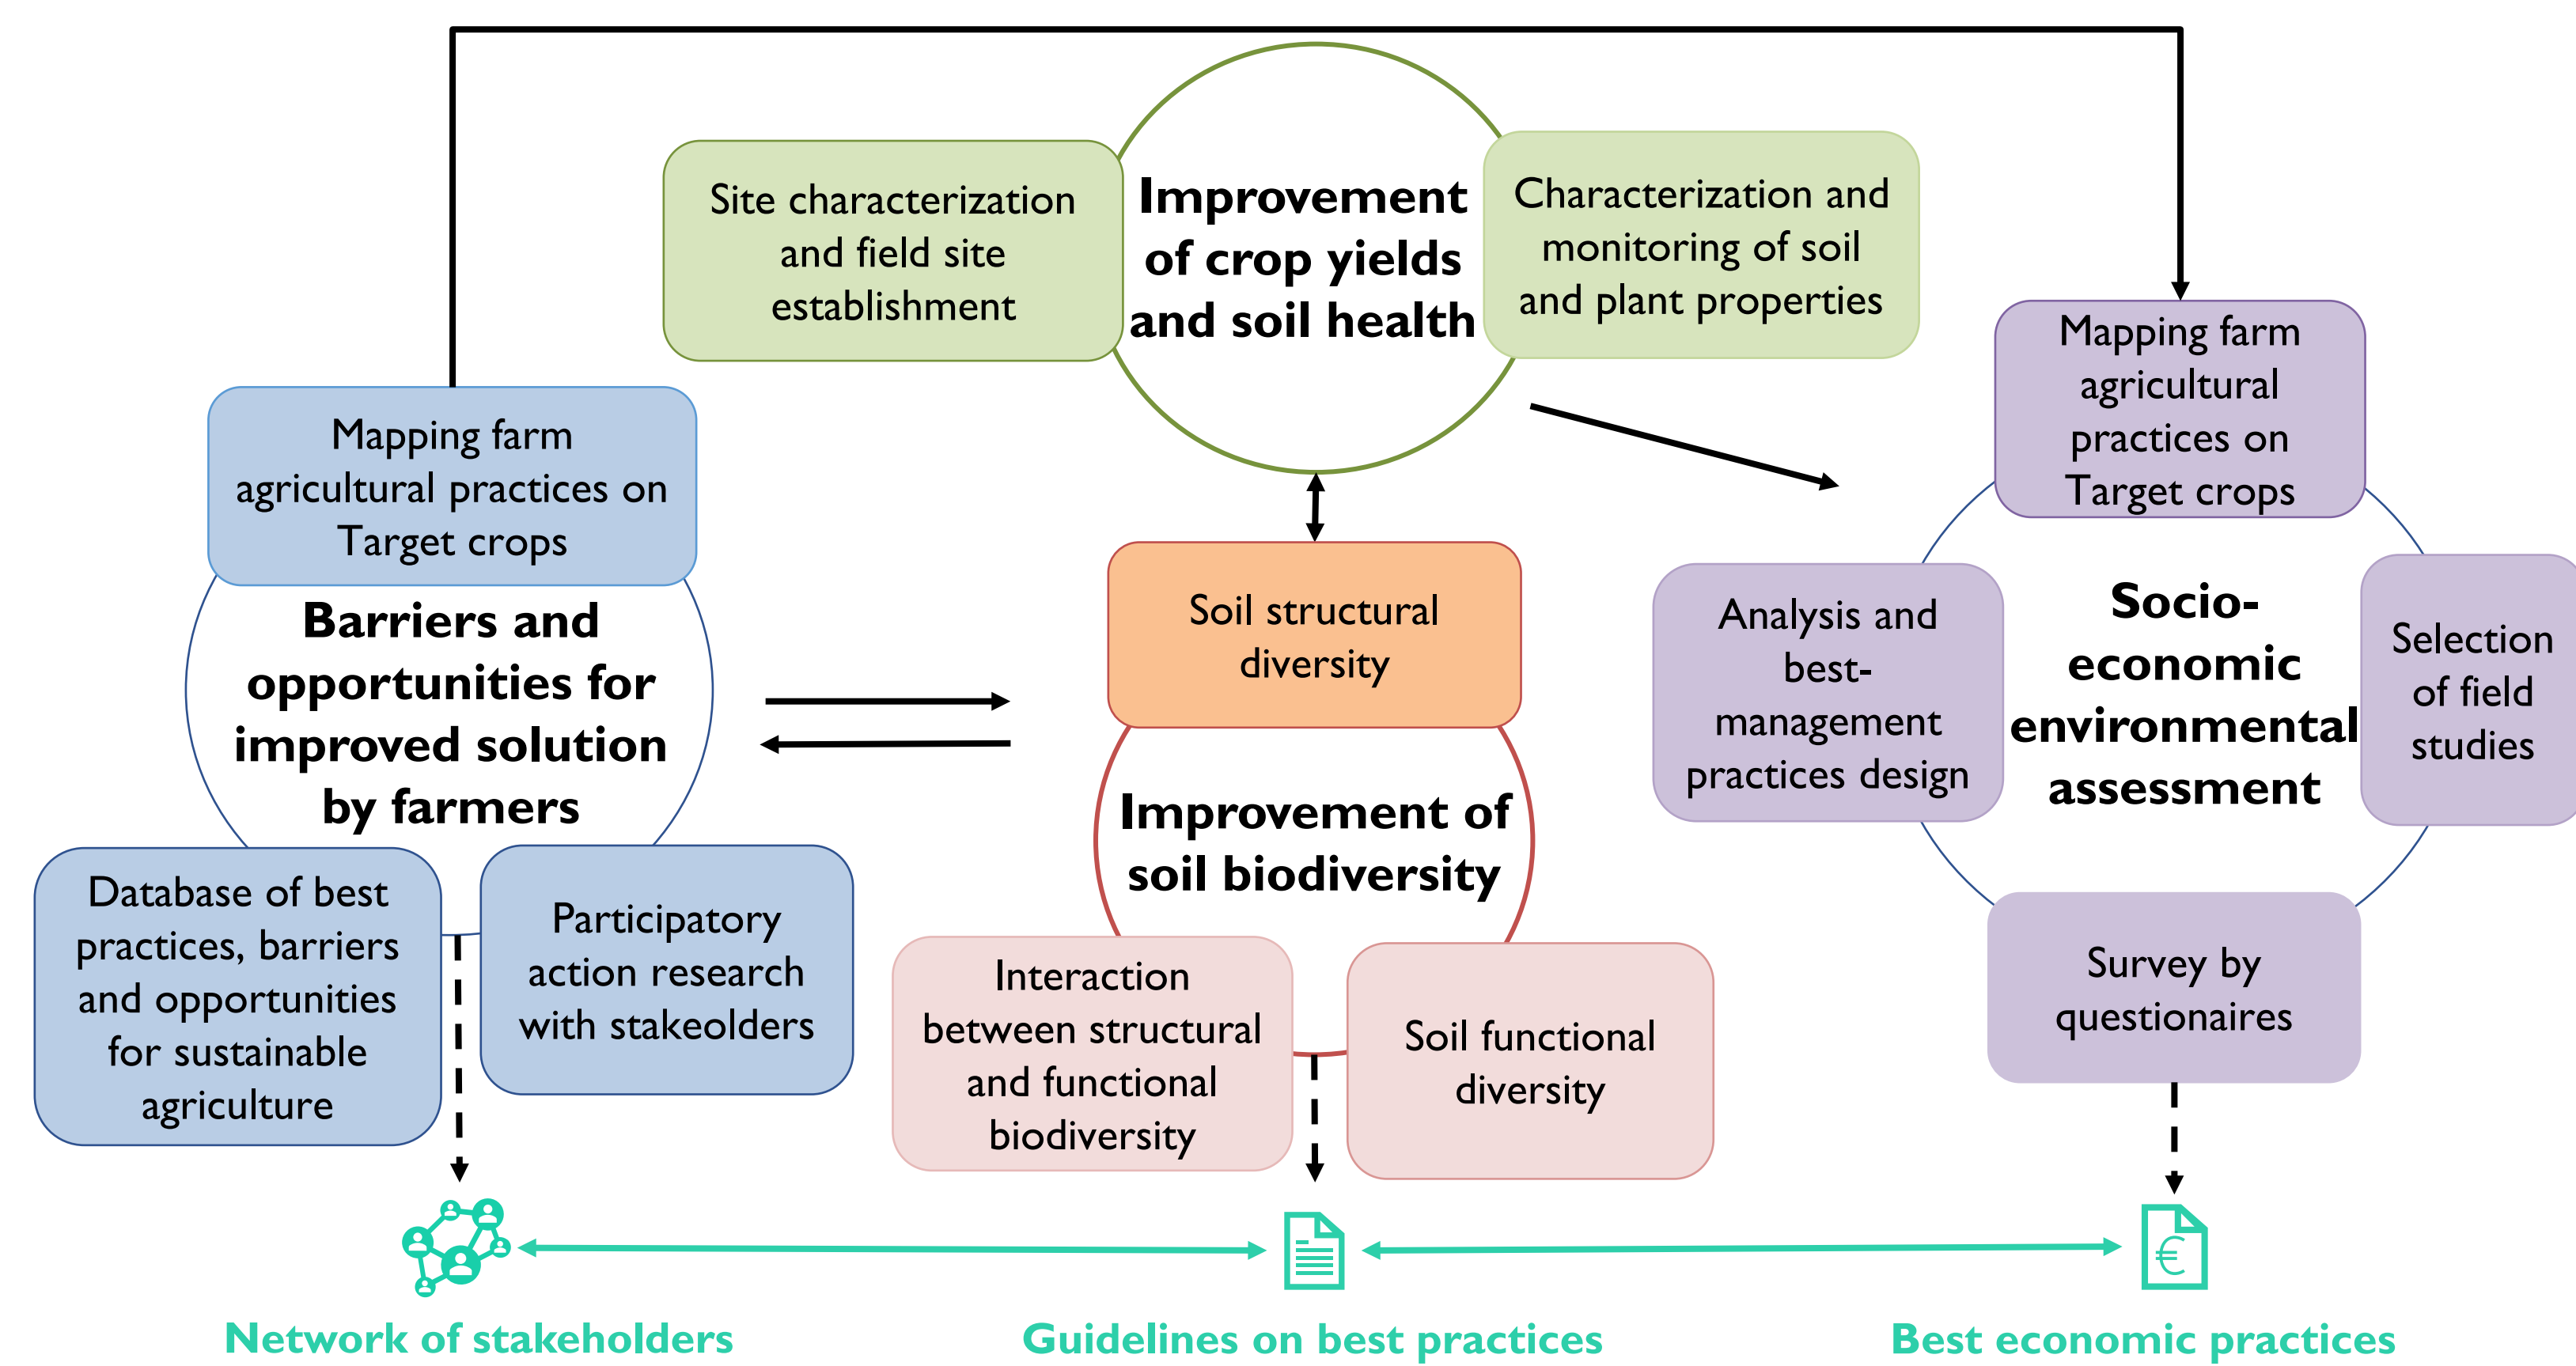 Site characterization
and field site
establishment
Improvement
of crop yields
and soil health
Characterization and
monitoring of soil
and plant properties
Mapping farm
agricultural practices on
Target crops
Barriers and
opportunities for
improved solution
by farmers
Database of best
practices, barriers
and opportunities
for sustainable
agriculture
Participatory
action research
with stakeolders
Soil structural
diversity
Improvement of
soil biodiversity
Interaction
between structural
and functional
biodiversity
Soil functional
diversity
Mapping farm
agricultural
practices on
Target crops
Analysis and
best-
management
practices design
Socio-
economic
environmental
assessment
Selection
of field
studies
Survey by
questionaires
€
Network of stakeholders
Guidelines on best practices
Best economic practices